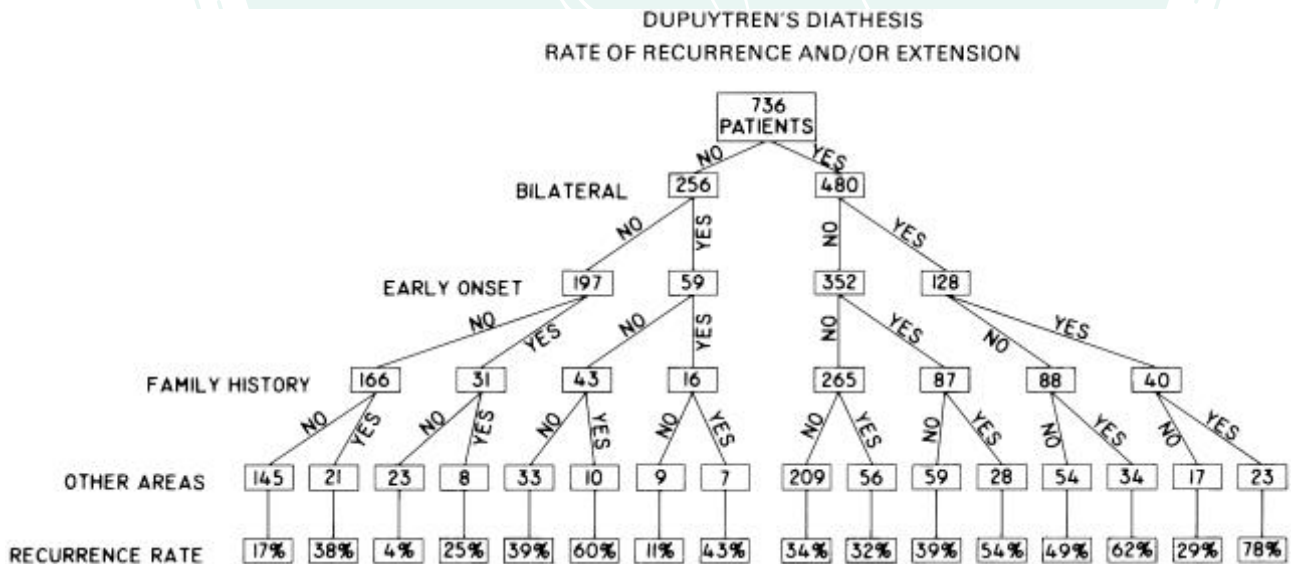 DUPUYTREN'S DIATHESIS
RATE OF RECURRENCE AND/OR EXTENSION
736
PATIENTS
NO YES
BILATERAL 256 480
NO YES NO YES
EARLY ONSET 197 59 352 128
NO YES NO YES NO YES NO YES
FAMILY HISTORY 166 31 43 16 265 87 88 40
NO YES NO YES NO YES NO YES NO YES NO YES NO YES NO YES
OTHER AREAS 145 21 23 8 33 10 9 7 209 56 59 28 54 34 17 23
RECURRENCE RATE 17% 38% 4% 25% 39% 60% 11% 43% 34% 32% 39% 54% 49% 62% 29% 78%